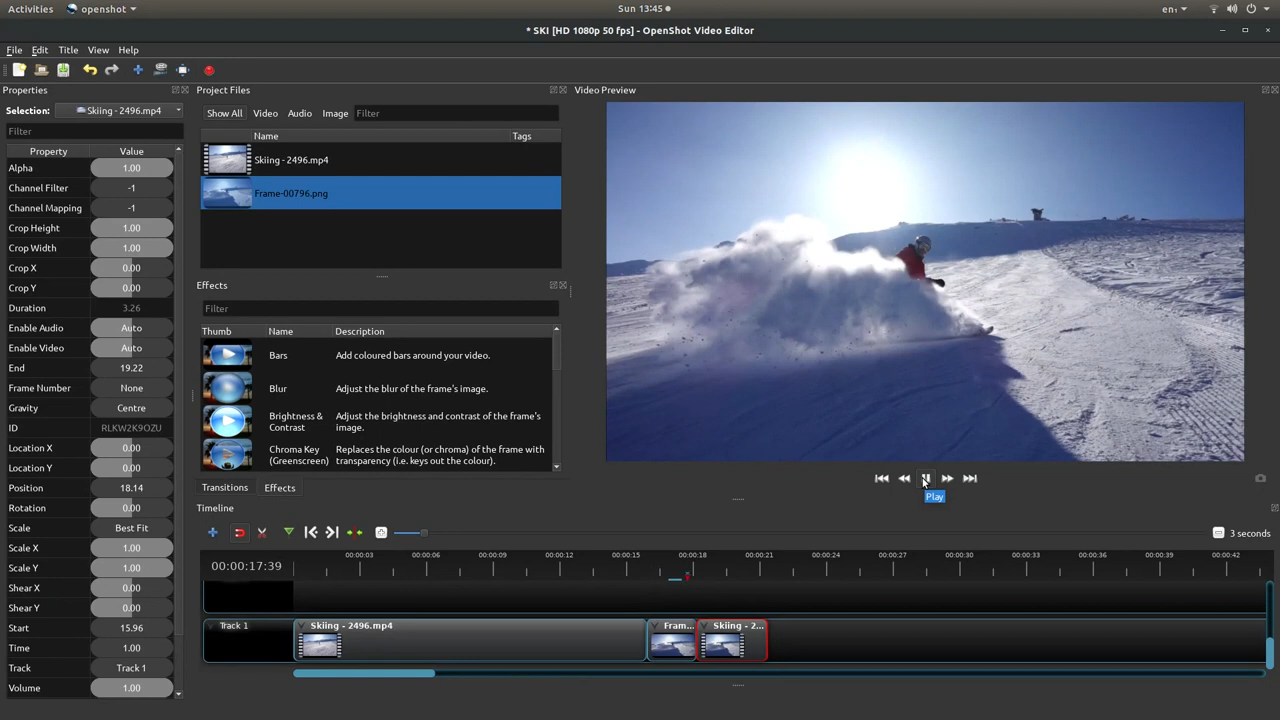 Activities openshot Sun 13:45 en₁
* SKI [HD 1080p 50 fps] - OpenShot Video Editor
File Edit Title View Help
Properties
Selection: Skiing - 2496.mp4
Filter
Property Value
Alpha 1.00
Channel Filter -1
Channel Mapping -1
Crop Height 1.00
Crop Width 1.00
Crop X 0.00
Crop Y 0.00
Duration 3.26
Enable Audio Auto
Enable Video Auto
End 19.22
Frame Number None
Gravity Centre
ID RLKW2K9OZU
Location X 0.00
Location Y 0.00
Position 18.14
Rotation 0.00
Scale Best Fit
Scale X 1.00
Scale Y 1.00
Shear X 0.00
Shear Y 0.00
Start 15.96
Time 1.00
Track Track 1
Volume 1.00
Project Files
Show All Video Audio Image Filter
Name Tags
Skiing - 2496.mp4
Frame-00796.png
Effects
Filter
Thumb Name Description
Bars Add coloured bars around your video.
Blur Adjust the blur of the frame's image.
Brightness & Contrast Adjust the brightness and contrast of the frame's image.
Chroma Key (Greenscreen) Replaces the colour (or chroma) of the frame with transparency (i.e. keys out the colour).
Transitions Effects
Video Preview
Play
Timeline
3 seconds
00:00:17:39
00:00:03 00:00:06 00:00:09 00:00:12 00:00:15 00:00:18 00:00:21 00:00:24 00:00:27 00:00:30 00:00:33 00:00:36 00:00:39 00:00:42
Track 1 Skiing - 2496.mp4 Fram... Skiing - 2...